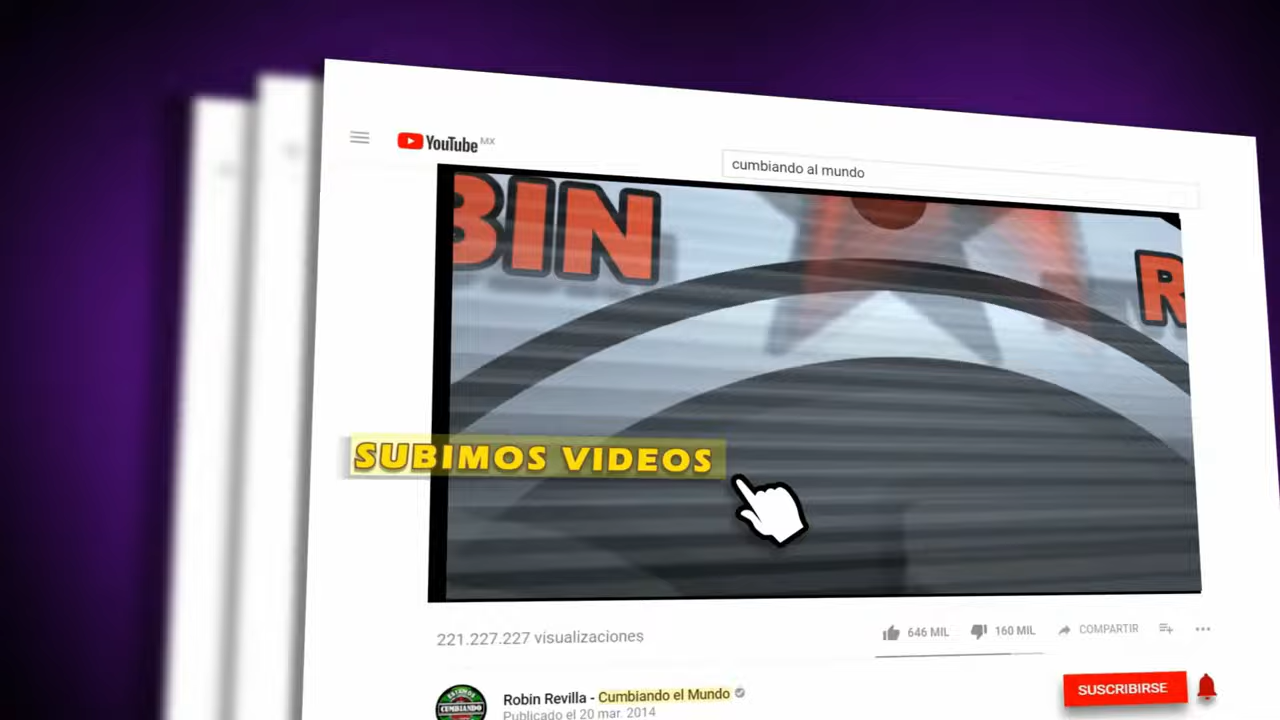 YouTube MX
cumbiando al mundo
BIN
R
SUBIMOS VIDEOS
221.227.227 visualizaciones
646 MIL
160 MIL
COMPARTIR
Robin Revilla - Cumbiando el Mundo
Publicado el 20 mar. 2014
SUSCRIBIRSE
CUMBIANDO